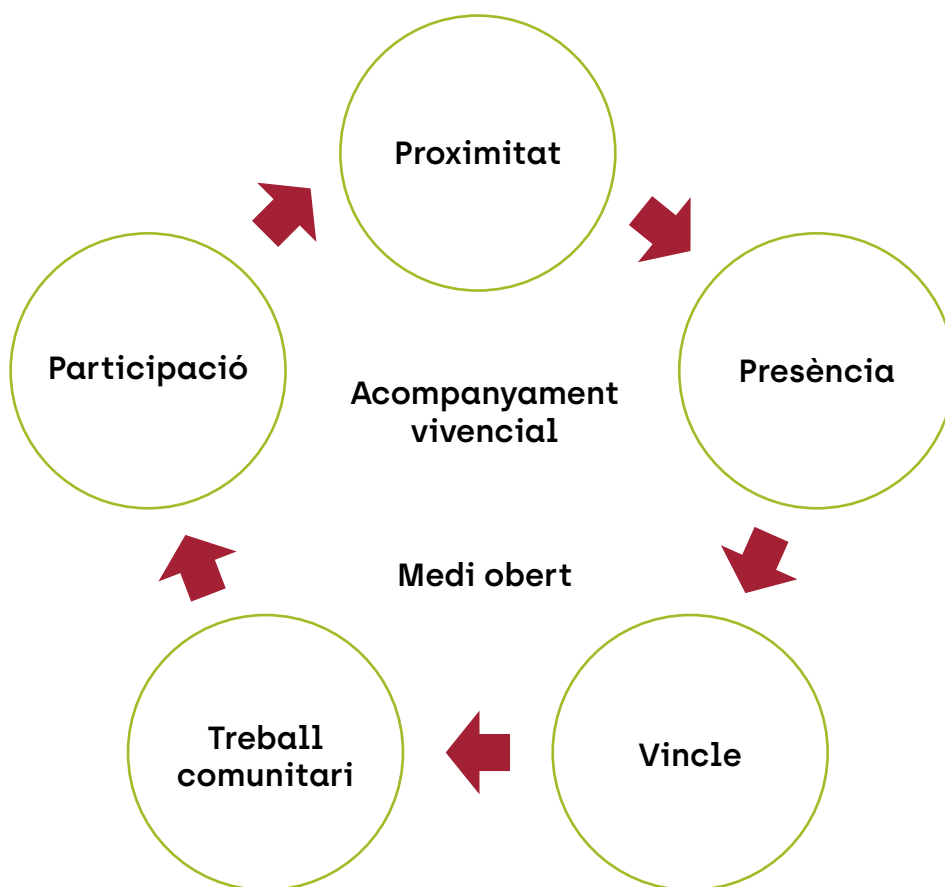 Proximitat
Participació
Presència
Acompanyament
vivencial
Medi obert
Treball
comunitari
Vincle